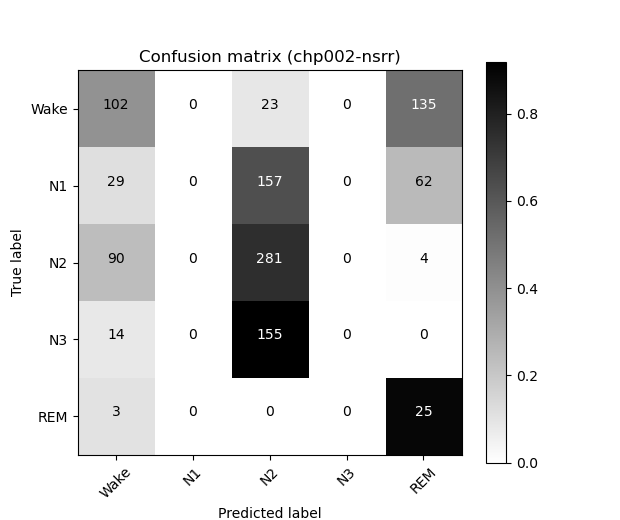 Confusion matrix (chp002-nsrr)
Wake 102 0 23 0 135
N1 29 0 157 0 62
N2 90 0 281 0 4
N3 14 0 155 0 0
REM 3 0 0 0 25
Wake N1 N2 N3 REM
True label
Predicted label
0.8
0.6
0.4
0.2
0.0